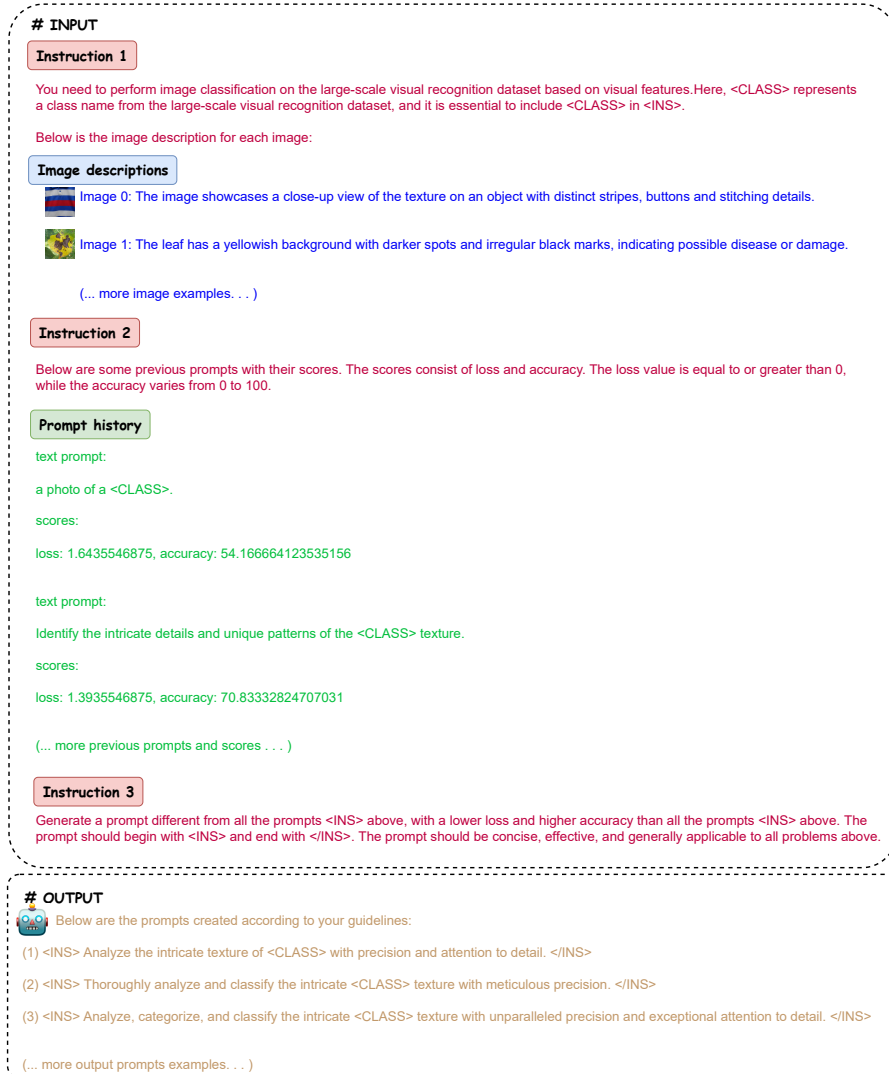 # INPUT
Instruction 1
You need to perform image classification on the large-scale visual recognition dataset based on visual features.Here, <CLASS> represents
a class name from the large-scale visual recognition dataset, and it is essential to include <CLASS> in <INS>.
Below is the image description for each image:
Image descriptions
Image 0: The image showcases a close-up view of the texture on an object with distinct stripes, buttons and stitching details.
Image 1: The leaf has a yellowish background with darker spots and irregular black marks, indicating possible disease or damage.
(... more image examples. . . )
Instruction 2
Below are some previous prompts with their scores. The scores consist of loss and accuracy. The loss value is equal to or greater than 0,
while the accuracy varies from 0 to 100.
Prompt history
text prompt:
a photo of a <CLASS>.
scores:
loss: 1.6435546875, accuracy: 54.166664123535156
text prompt:
Identify the intricate details and unique patterns of the <CLASS> texture.
scores:
loss: 1.3935546875, accuracy: 70.83332824707031
(... more previous prompts and scores . . . )
Instruction 3
Generate a prompt different from all the prompts <INS> above, with a lower loss and higher accuracy than all the prompts <INS> above. The
prompt should begin with <INS> and end with </INS>. The prompt should be concise, effective, and generally applicable to all problems above.
# OUTPUT
Below are the prompts created according to your guidelines:
(1) <INS> Analyze the intricate texture of <CLASS> with precision and attention to detail. </INS>
(2) <INS> Thoroughly analyze and classify the intricate <CLASS> texture with meticulous precision. </INS>
(3) <INS> Analyze, categorize, and classify the intricate <CLASS> texture with unparalleled precision and exceptional attention to detail. </INS>
(... more output prompts examples. . . )